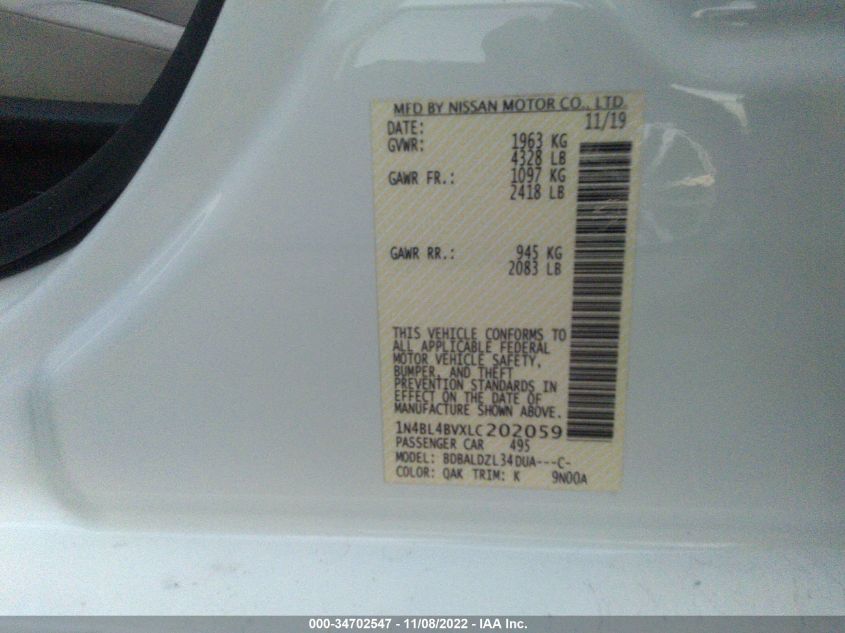 MFD BY NISSAN MOTOR CO., LTD.
DATE: 11/19
GVWR: 1963 KG
4328 LB
GAWR FR.: 1097 KG
2418 LB
GAWR RR.: 945 KG
2083 LB
THIS VEHICLE CONFORMS TO
ALL APPLICABLE FEDERAL
MOTOR VEHICLE SAFETY,
BUMPER, AND THEFT
PREVENTION STANDARDS IN
EFFECT ON THE DATE OF
MANUFACTURE SHOWN ABOVE.
1N4BL4BVXLC202059
PASSENGER CAR 495
MODEL: BDBALDZL34DUA---C-
COLOR: QAK TRIM: K 9N00A
000-34702547 - 11/08/2022 - IAA Inc.